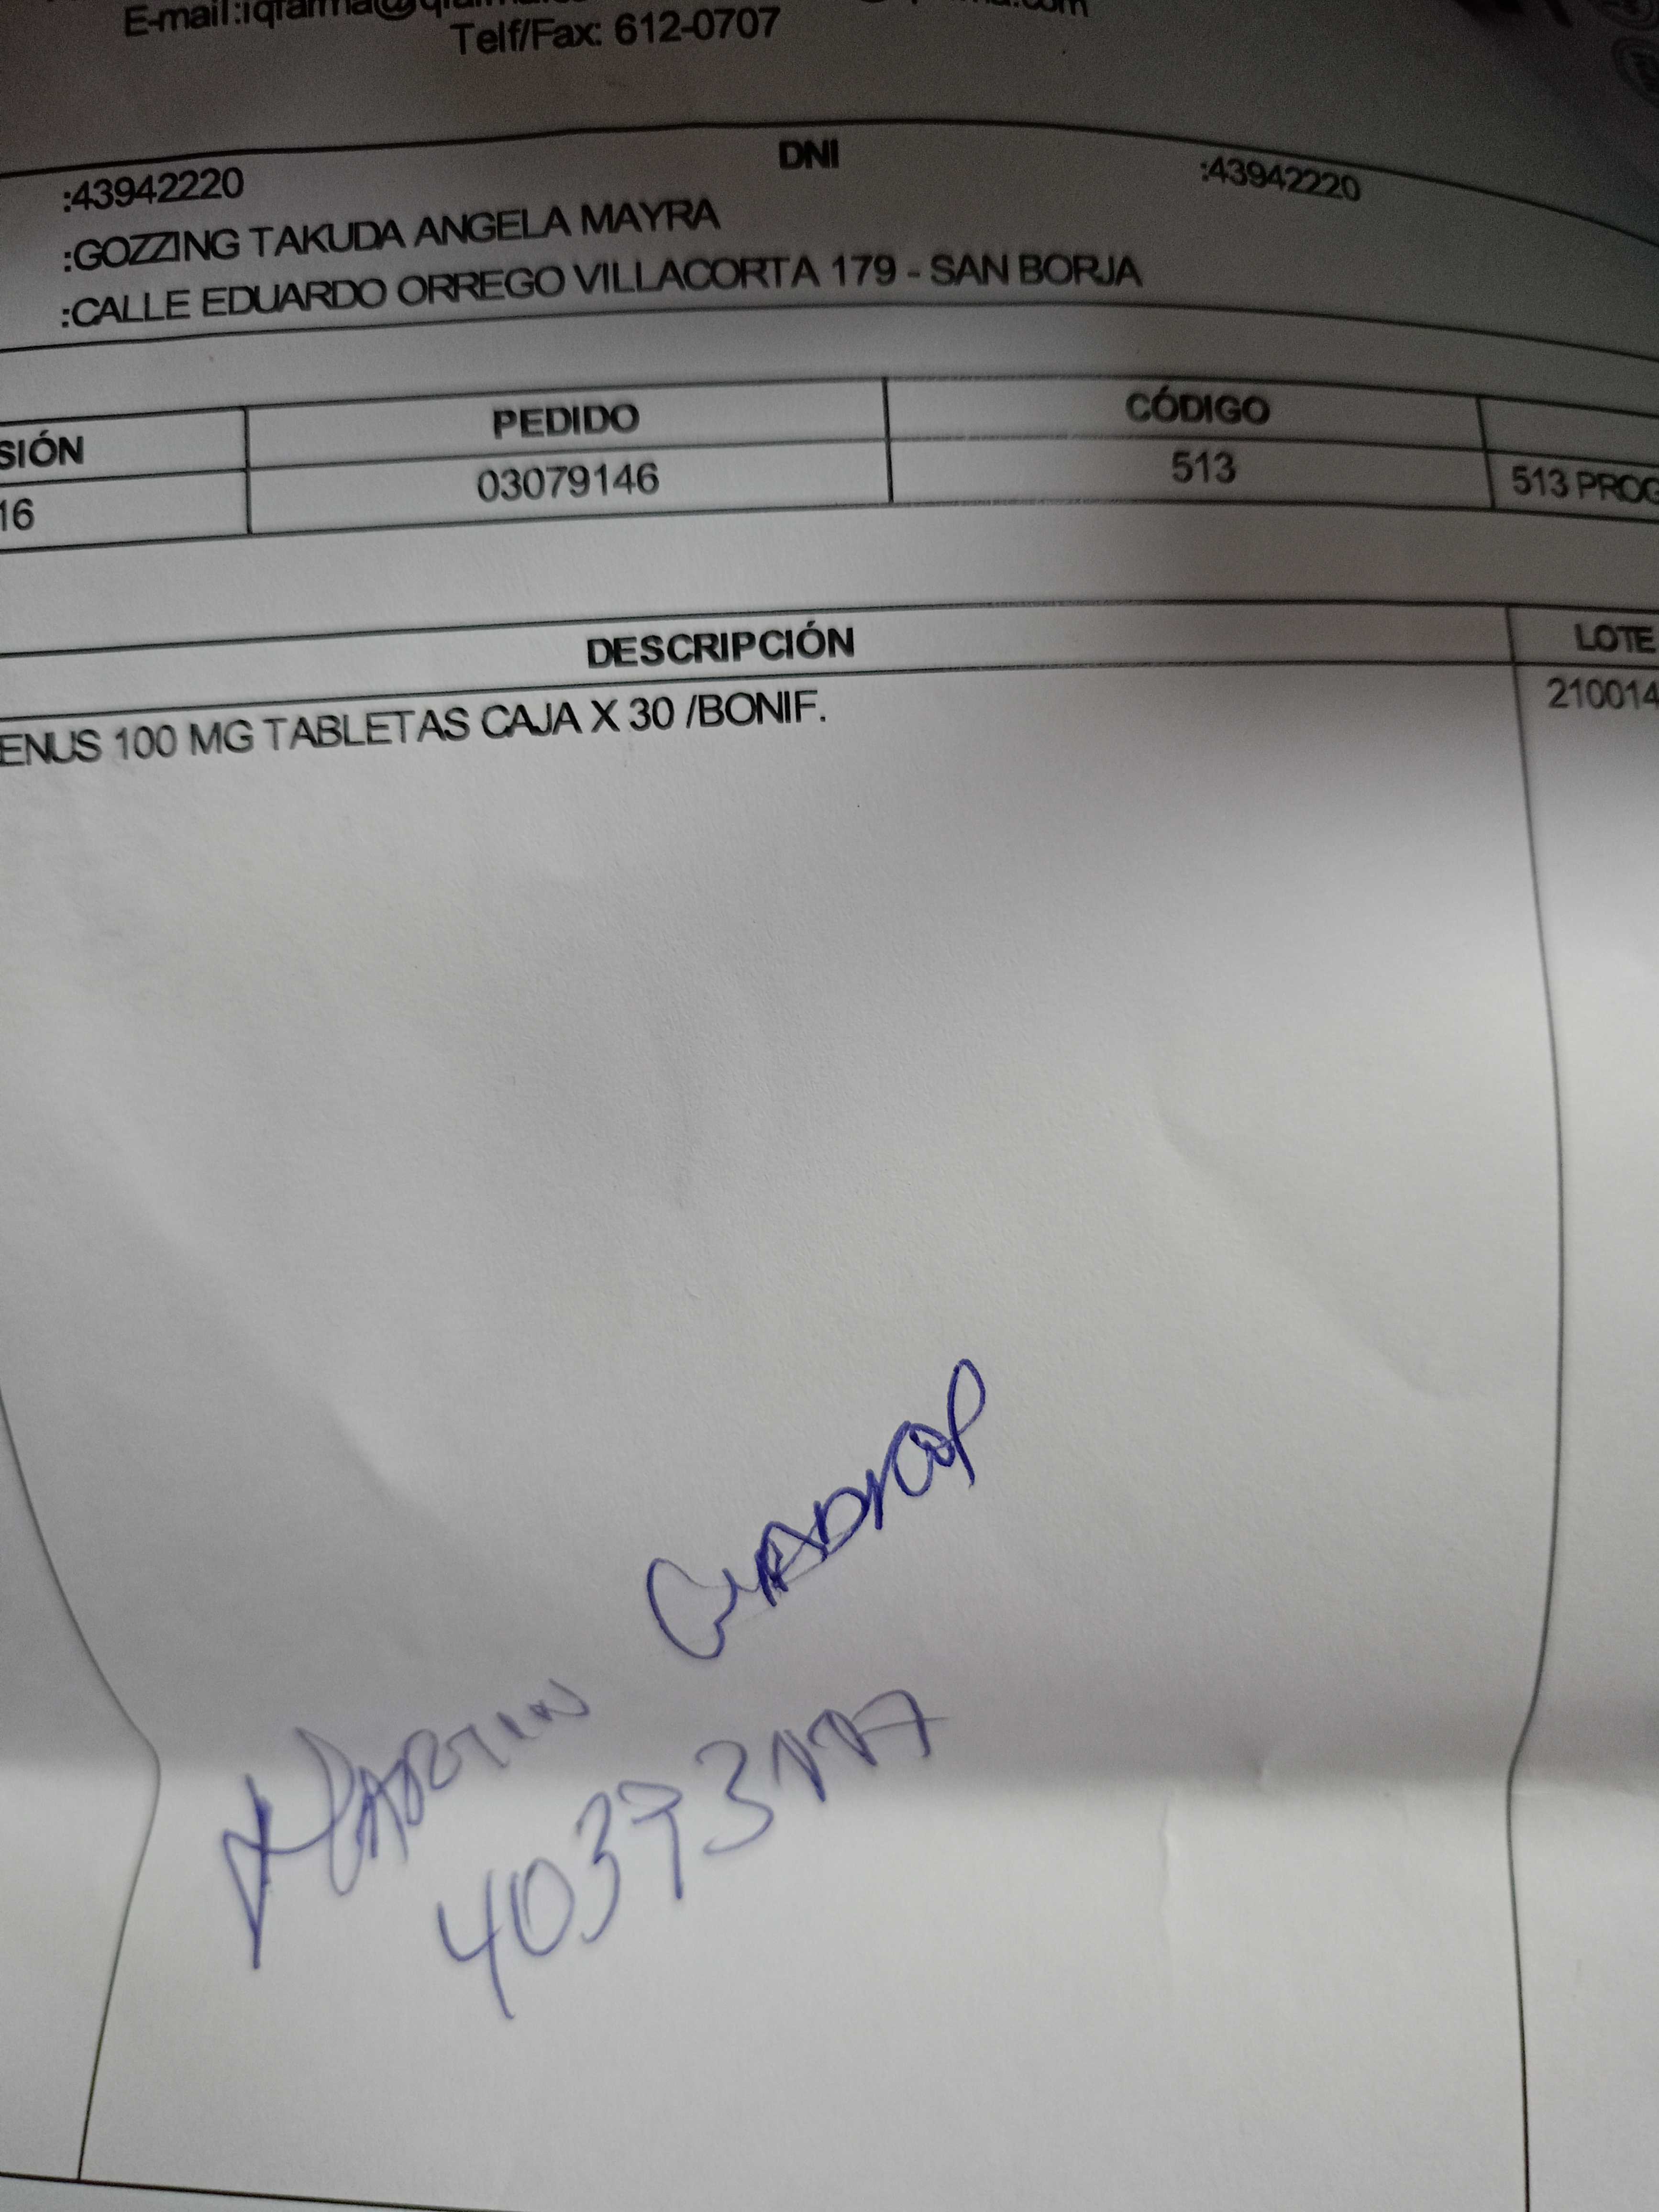 Telf/Fax: 612-0707
DNI
:43942220
:43942220
:GOZZING TAKUDA ANGELA MAYRA
:CALLE EDUARDO ORREGO VILLACORTA 179 - SAN BORJA
SIÓN PEDIDO CÓDIGO
16 03079146 513 513 PROG
DESCRIPCIÓN LOTE
ENUS 100 MG TABLETAS CAJA X 30 /BONIF. 210014
MARTIN